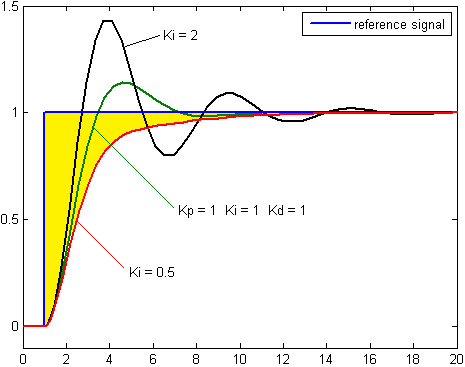 1.5
reference signal
Ki = 2
1
Kp = 1 Ki = 1 Kd = 1
0.5
Ki = 0.5
0
0 2 4 6 8 10 12 14 16 18 20